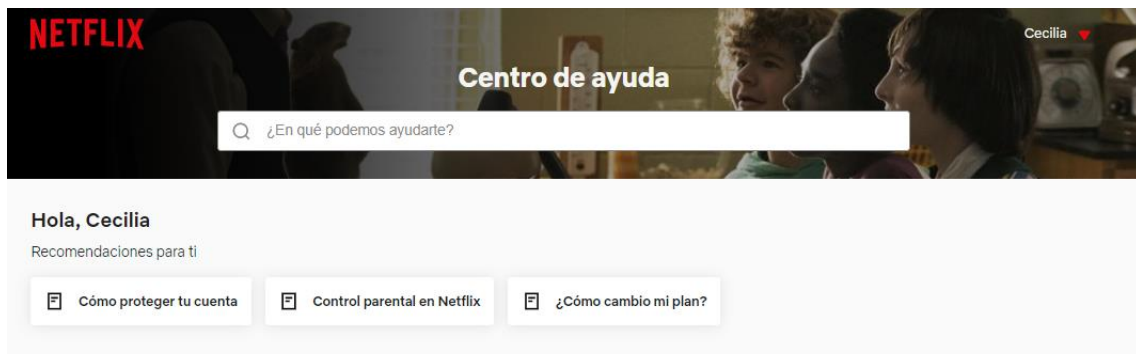 NETFLIX
Cecilia
Centro de ayuda
¿En qué podemos ayudarte?
Hola, Cecilia
Recomendaciones para ti
Cómo proteger tu cuenta
Control parental en Netflix
¿Cómo cambio mi plan?